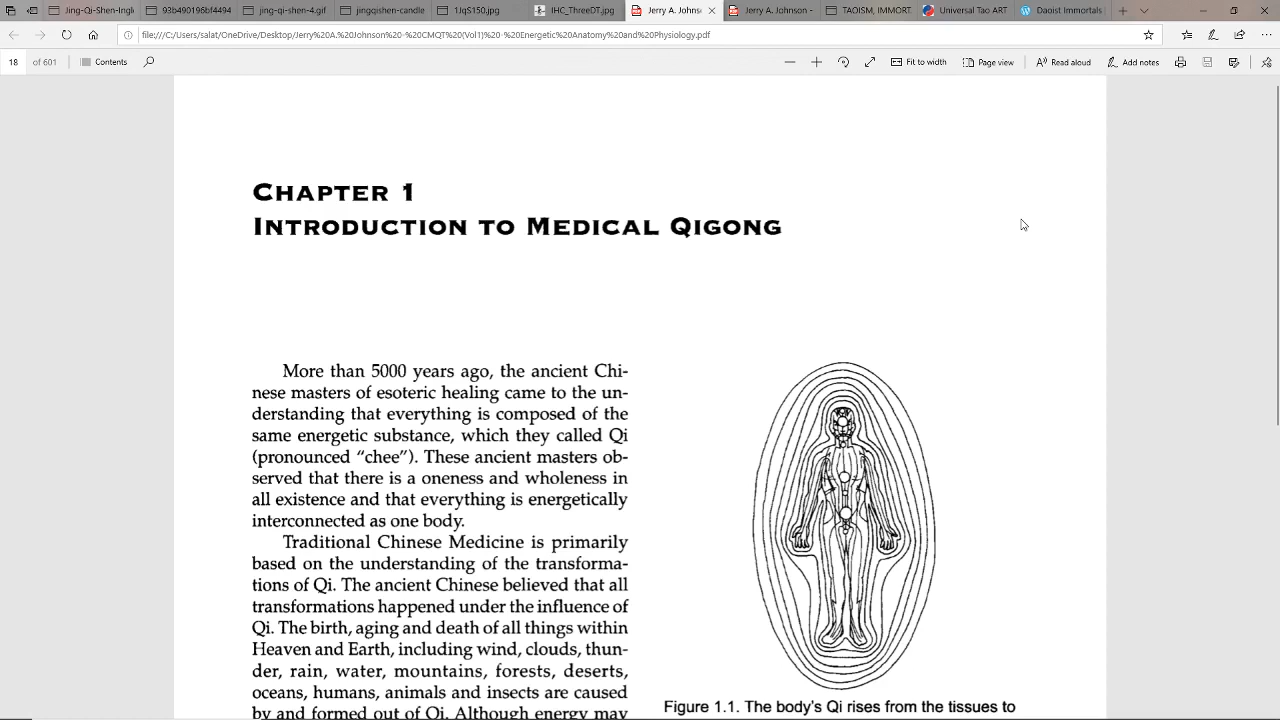 Jing-Qi-Shen-Ingl
93b490196b4494
jing-qi-shen-4.gif
jingqishen-candle
1JqS150.jpg
IHC_ThreeDT.jpg
Jerry A. Johns
Jerry A. Johnson -
TAOISM, IMMORT
Universal Tao ART
Daoist Immortals
file:///C:/Users/salat/OneDrive/Desktop/Jerry%20A.%20Johnson%20-%20CMQT%20(Vol1)%20-%20Energetic%20Anatomy%20and%20Physiology.pdf
18 of 601 Contents Fit to width Page view Read aloud Add notes
CHAPTER 1
INTRODUCTION TO MEDICAL QIGONG
More than 5000 years ago, the ancient Chi-
nese masters of esoteric healing came to the un-
derstanding that everything is composed of the
same energetic substance, which they called Qi
(pronounced “chee”). These ancient masters ob-
served that there is a oneness and wholeness in
all existence and that everything is energetically
interconnected as one body.
Traditional Chinese Medicine is primarily
based on the understanding of the transforma-
tions of Qi. The ancient Chinese believed that all
transformations happened under the influence of
Qi. The birth, aging and death of all things within
Heaven and Earth, including wind, clouds, thun-
der, rain, water, mountains, forests, deserts,
oceans, humans, animals and insects are caused
by and formed out of Qi. Although energy may
Figure 1.1. The body's Qi rises from the tissues to